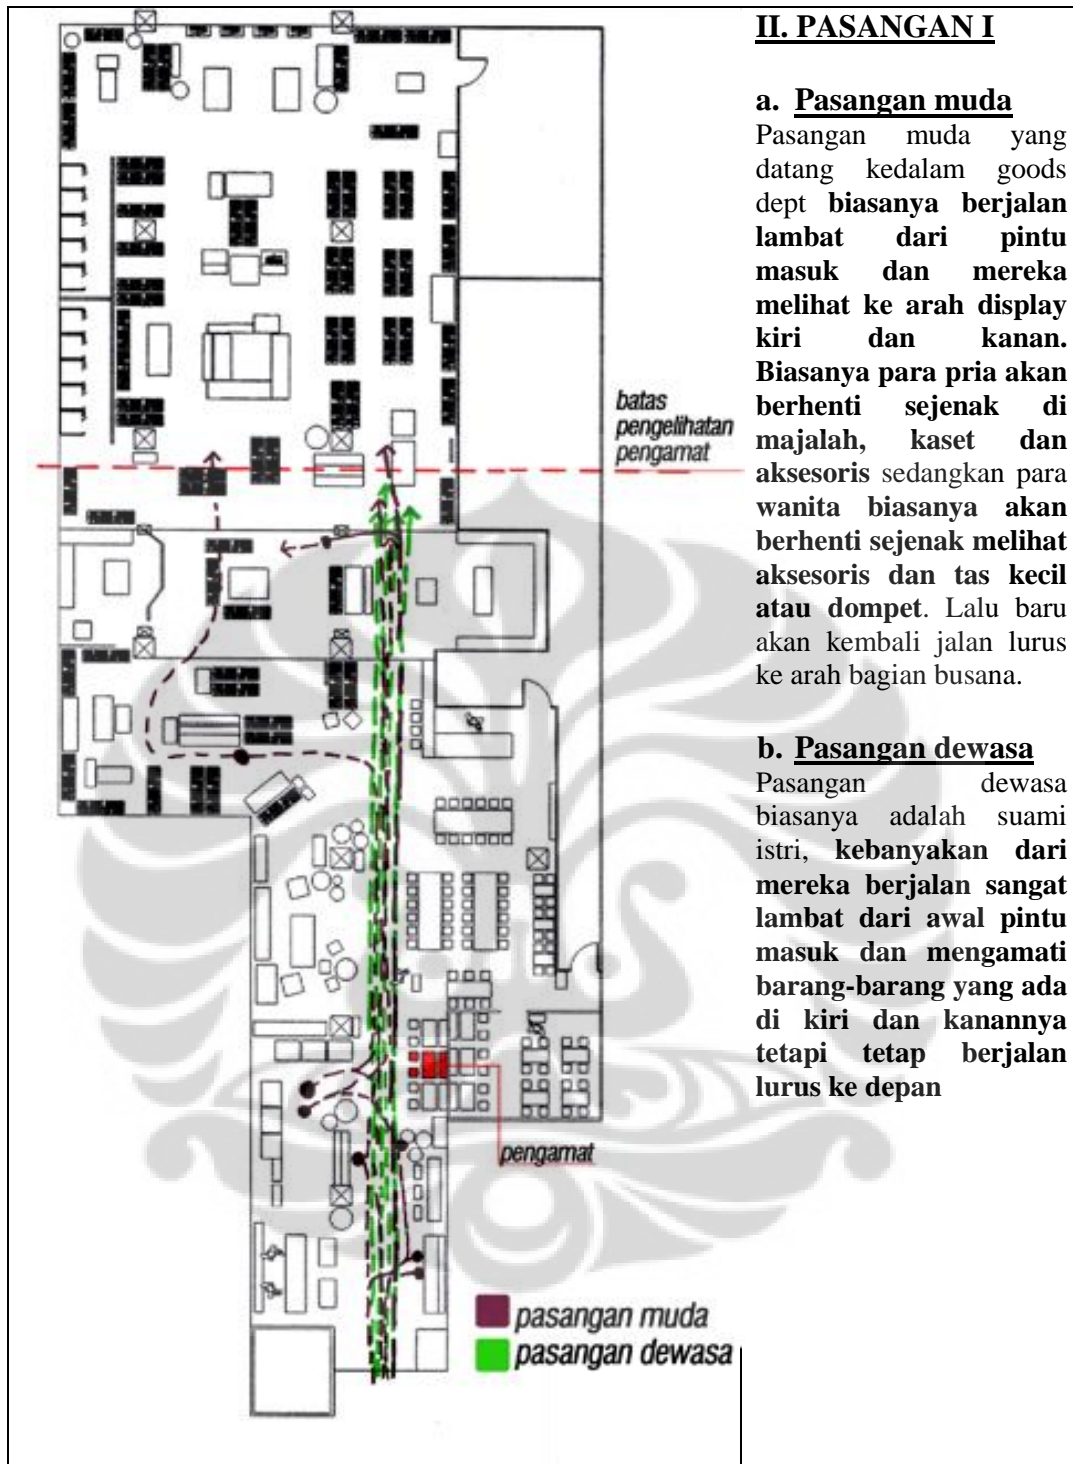 II. PASANGAN I
a. Pasangan muda
Pasangan muda yang
datang kedalam goods
dept biasanya berjalan
lambat dari pintu
masuk dan mereka
melihat ke arah display
kiri dan kanan.
Biasanya para pria akan
berhenti sejenak di
majalah, kaset dan
aksesoris sedangkan para
wanita biasanya akan
berhenti sejenak melihat
aksesoris dan tas kecil
atau dompet. Lalu baru
akan kembali jalan lurus
ke arah bagian busana.
b. Pasangan dewasa
Pasangan dewasa
biasanya adalah suami
istri, kebanyakan dari
mereka berjalan sangat
lambat dari awal pintu
masuk dan mengamati
barang-barang yang ada
di kiri dan kanannya
tetapi tetap berjalan
lurus ke depan
batas
pengelihatan
pengamat
pengamat
pasangan muda
pasangan dewasa